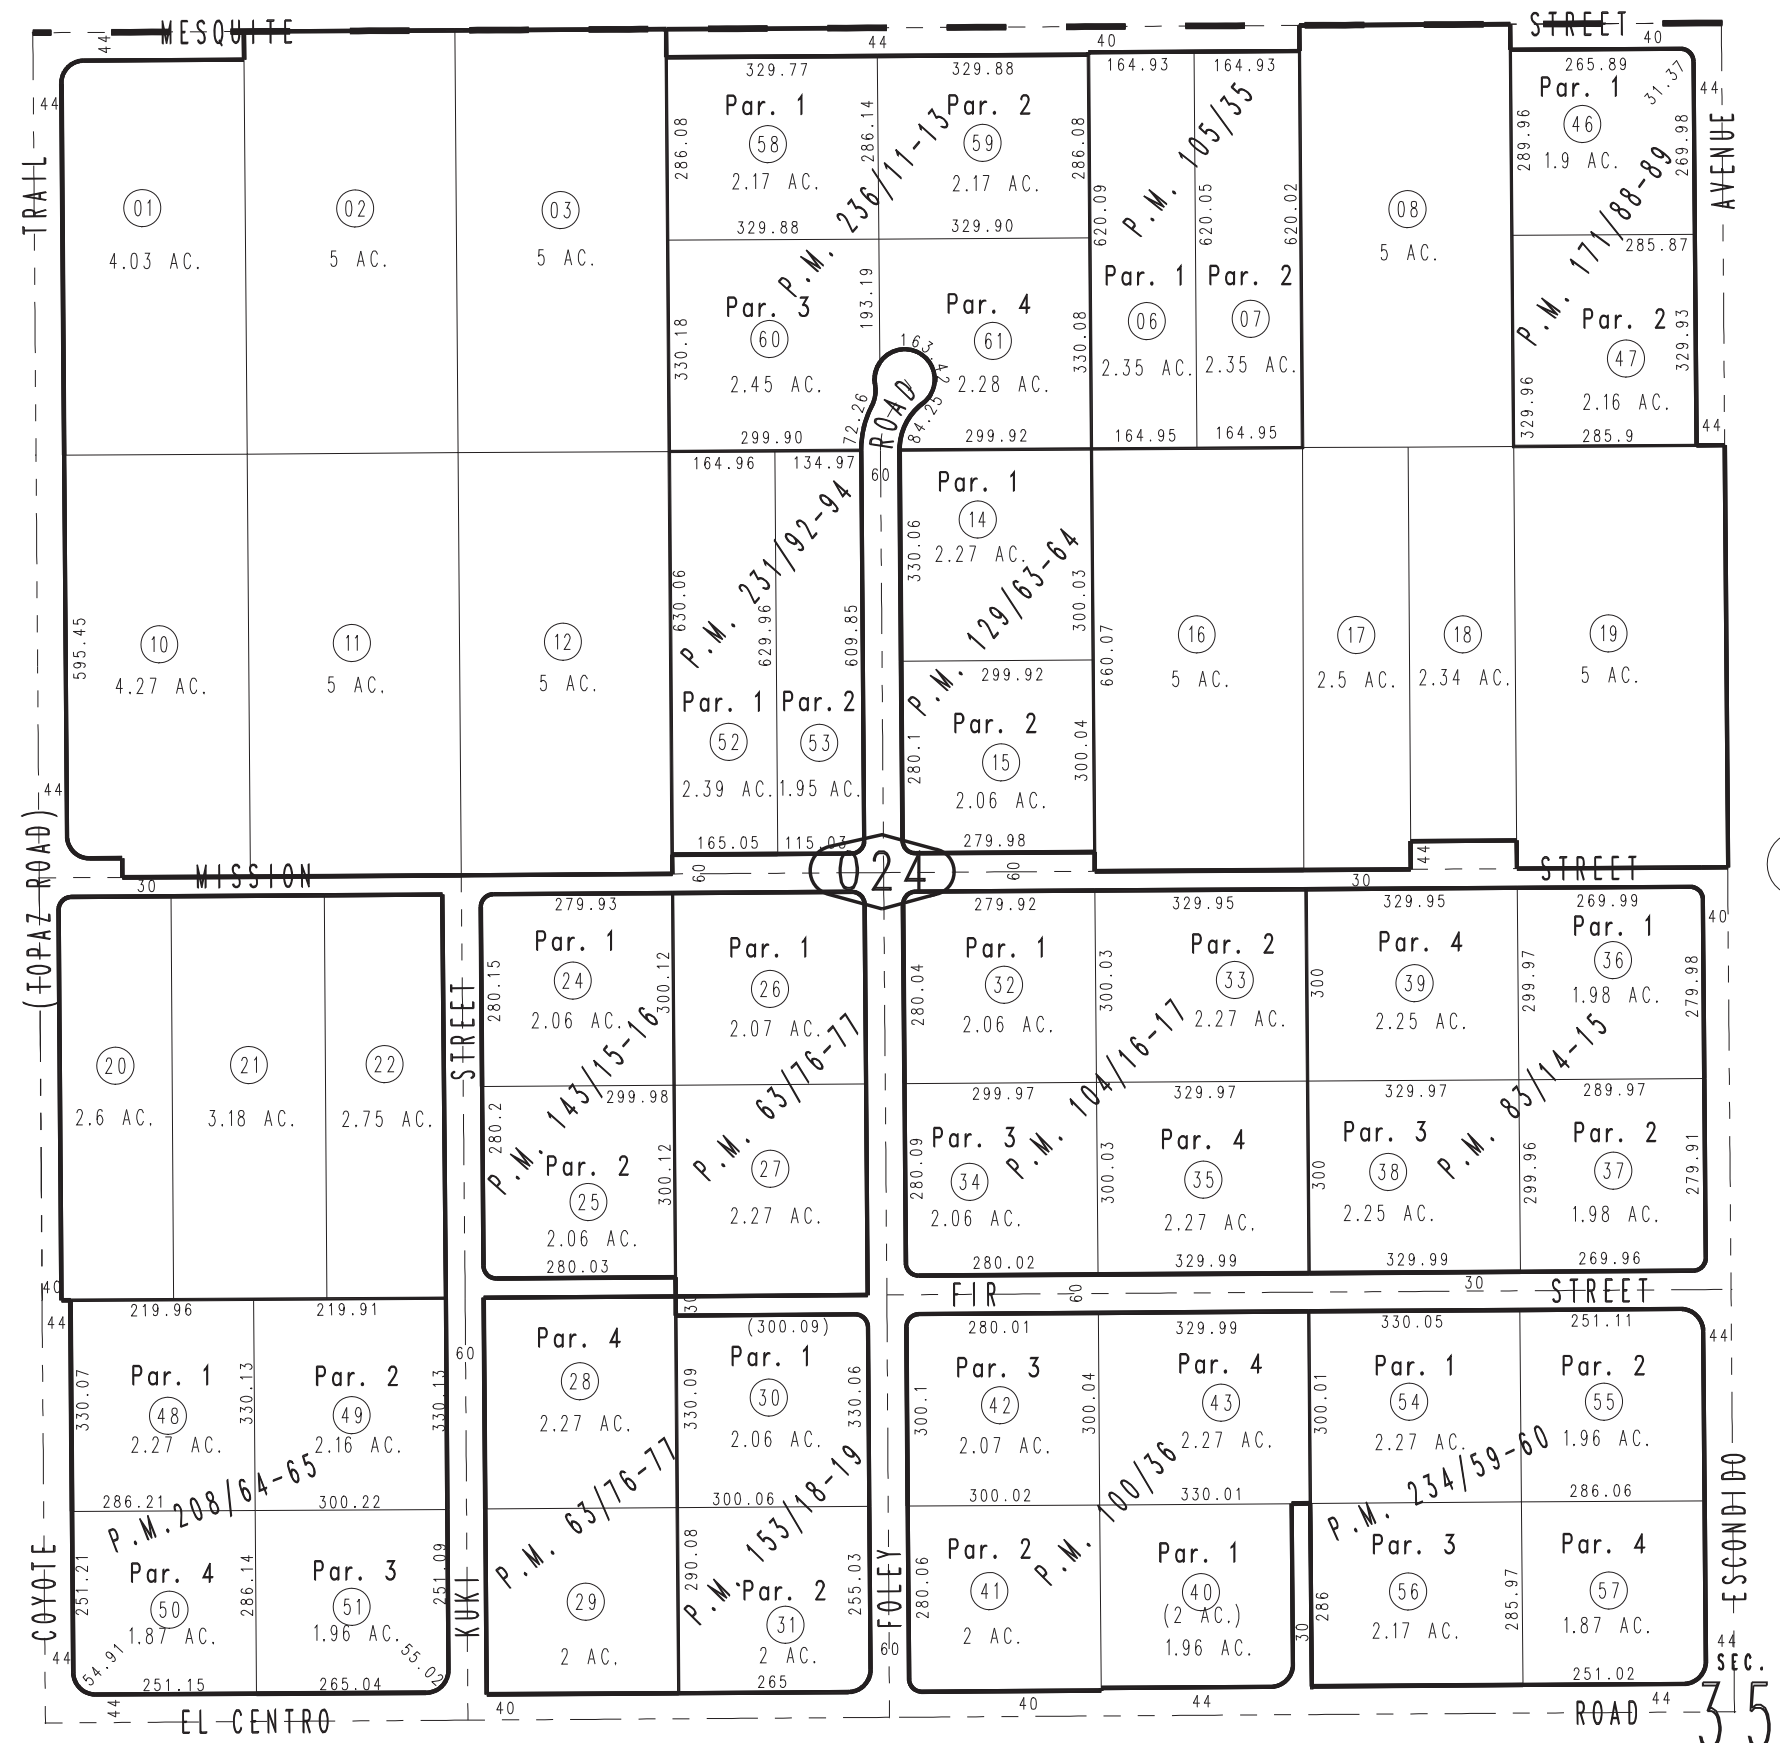 MESQUITE STREET
44 44 40 40
329.77 329.88 164.93 164.93 265.89 31.37
44 TRAIL 44 AVENUE
Par. 1 Par. 2 Par. 1
58 59 46
2.17 AC. 2.17 AC. 1.9 AC.
286.08 286.14 286.08 289.96 269.98
P.M. 236/11-13 P.M. 105/35 P.M. 171/88-89
01 02 03 08
4.03 AC. 5 AC. 5 AC. 5 AC.
329.88 329.90 285.87
620.09 620.05 620.02
Par. 3 Par. 4 Par. 1 Par. 2 Par. 2
60 61 06 07 47
2.45 AC. 2.28 AC. 2.35 AC. 2.35 AC. 2.16 AC.
330.18 193.19 163.42 330.08 329.96 329.93
72.26 ROAD 84.25
299.90 299.92 164.95 164.95 285.9 44
164.96 134.97 60
P.M. 231/92-94
Par. 1
14
2.27 AC.
330.06 300.03
P.M. 129/63-64
595.45 630.06 629.96 609.85 660.07
10 11 12 16 17 18 19
4.27 AC. 5 AC. 5 AC. 5 AC. 2.5 AC. 2.34 AC. 5 AC.
299.92
Par. 1 Par. 2 Par. 2
52 53 15
2.39 AC. 1.95 AC. 2.06 AC.
280.1 300.04
44 165.05 115.03 279.98 44
(TOPAZ ROAD)
MISSION 024 STREET
30 60 60 30
279.93 279.92 329.95 329.95 269.99 40
Par. 1 Par. 1 Par. 1 Par. 2 Par. 4 Par. 1
24 26 32 33 39 36
2.06 AC. 2.07 AC. 2.06 AC. 2.27 AC. 2.25 AC. 1.98 AC.
280.15 300.12 280.04 300.03 300 299.97 279.98
STREET
P.M. 143/15-16 P.M. 63/76-77 P.M. 104/16-17 P.M. 83/14-15
20 21 22
2.6 AC. 3.18 AC. 2.75 AC.
299.98 299.97 329.97 329.97 289.97
Par. 2 Par. 3 Par. 4 Par. 3 Par. 2
25 27 34 35 38 37
2.06 AC. 2.27 AC. 2.06 AC. 2.27 AC. 2.25 AC. 1.98 AC.
280.2 300.12 280.09 300.03 300 299.96 279.91
280.03 280.02 329.99 329.99 269.96
40 FIR 60 30 STREET
44 219.96 219.91 30 (300.09) 280.01 329.99 330.05 251.11 44
60
Par. 1 Par. 2 Par. 4 Par. 1 Par. 3 Par. 4 Par. 1 Par. 2
48 49 28 30 42 43 54 55
2.27 AC. 2.16 AC. 2.27 AC. 2.06 AC. 2.07 AC. 2.27 AC. 2.27 AC. 1.96 AC.
330.07 330.13 330.13 330.09 330.06 300.1 300.04 300.01
P.M. 208/64-65 P.M. 63/76-77 P.M. 153/18-19 P.M. 100/36 P.M. 234/59-60
286.21 300.22 300.06 300.02 330.01 286.06
Par. 4 Par. 3 Par. 2 Par. 2 Par. 1 Par. 3 Par. 4
50 51 29 31 41 40 56 57
(2 AC.)
1.87 AC. 1.96 AC. 2 AC. 2 AC. 2 AC. 1.96 AC. 2.17 AC. 1.87 AC.
251.21 286.14 251.09 290.08 255.03 280.06 30 286 285.97
COYOTE KUKI FOLEY ESCONDIDO
44 54.91 55.02 60 44
251.15 265.04 265 251.02
SEC.
35
44 40 40 44 44
EL CENTRO ROAD